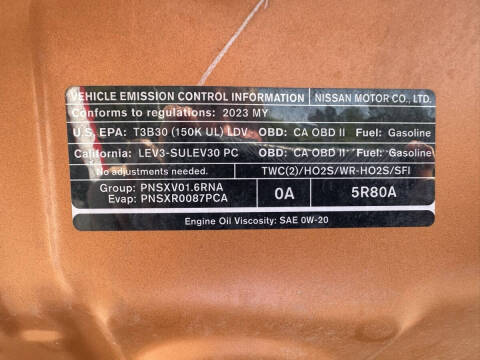 VEHICLE EMISSION CONTROL INFORMATION NISSAN MOTOR CO., LTD.
Conforms to regulations: 2023 MY
U.S. EPA: T3B30 (150K UL) LDV OBD: CA OBD II Fuel: Gasoline
California: LEV3-SULEV30 PC OBD: CA OBD II Fuel: Gasoline
No adjustments needed. TWC(2)/HO2S/WR-HO2S/SFI
Group: PNSXV01.6RNA
Evap: PNSXR0087PCA
0A 5R80A
Engine Oil Viscosity: SAE 0W-20